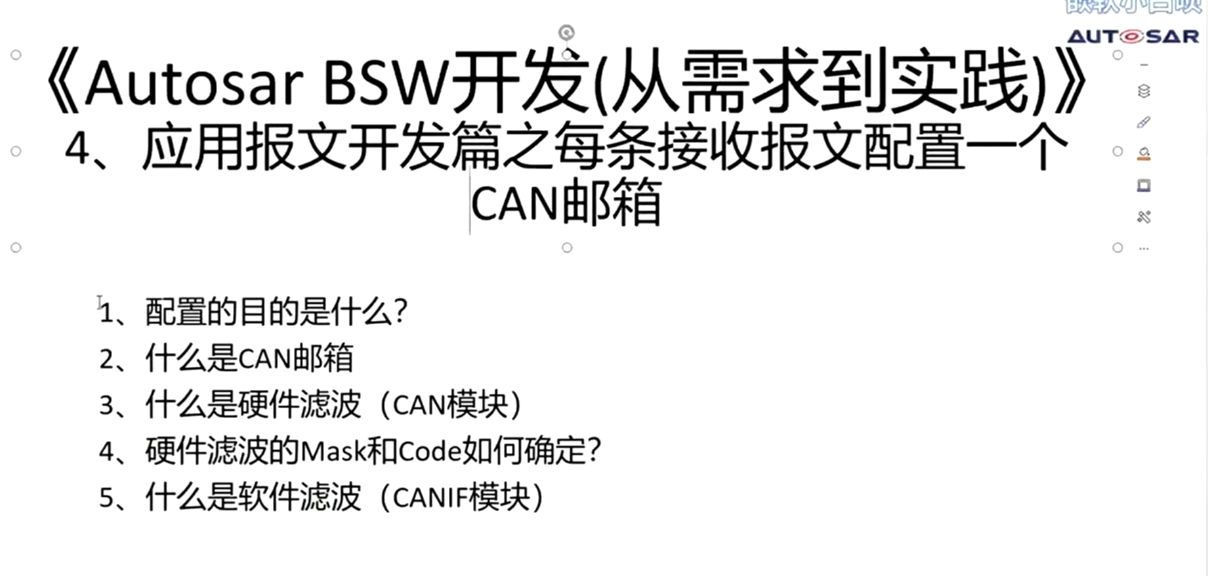 AUTOSAR
《Autosar BSW开发(从需求到实践)》
4、应用报文开发篇之每条接收报文配置一个
CAN邮箱
1、配置的目的是什么？
2、什么是CAN邮箱
3、什么是硬件滤波（CAN模块）
4、硬件滤波的Mask和Code如何确定？
5、什么是软件滤波（CANIF模块）